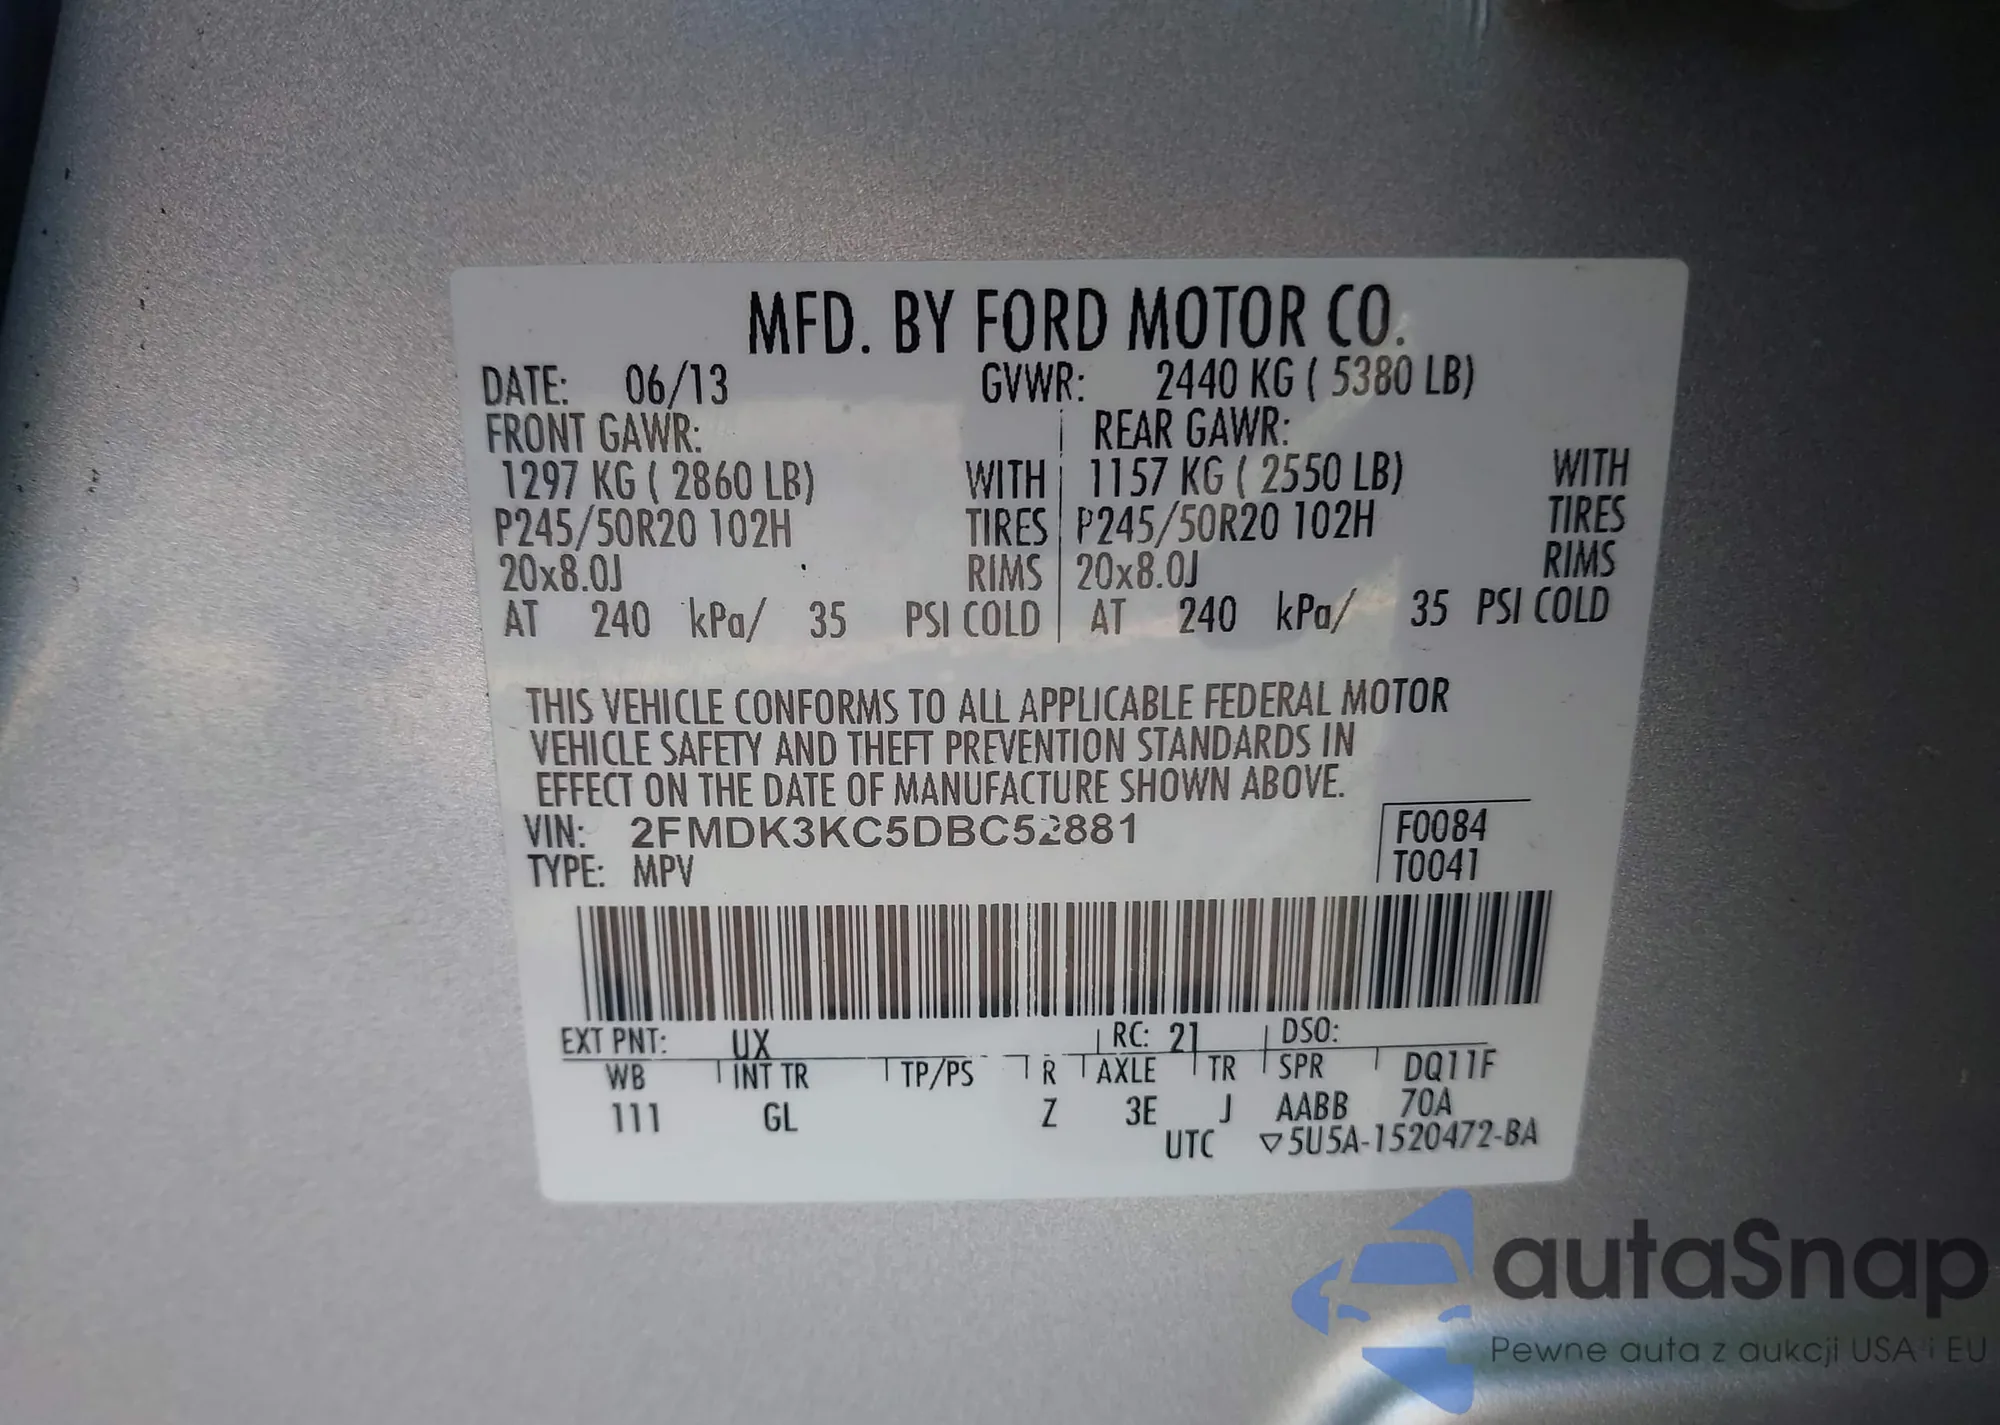 MFD. BY FORD MOTOR CO.
DATE: 06/13 GVWR: 2440 KG ( 5380 LB)
FRONT GAWR: REAR GAWR:
1297 KG ( 2860 LB) WITH 1157 KG ( 2550 LB) WITH
P245/50R20 102H TIRES P245/50R20 102H TIRES
20x8.0J RIMS 20x8.0J RIMS
AT 240 kPa/ 35 PSI COLD AT 240 kPa/ 35 PSI COLD
THIS VEHICLE CONFORMS TO ALL APPLICABLE FEDERAL MOTOR
VEHICLE SAFETY AND THEFT PREVENTION STANDARDS IN
EFFECT ON THE DATE OF MANUFACTURE SHOWN ABOVE.
VIN: 2FMDK3KC5DBC52881 F0084
TYPE: MPV T0041
EXT PNT: UX RC: 21 DSO:
WB INT TR TP/PS R AXLE TR SPR DQ11F
111 GL Z 3E J AABB 70A
UTC ▽5U5A-1520472-BA
autaSnap
Pewne auta z aukcji USA i EU